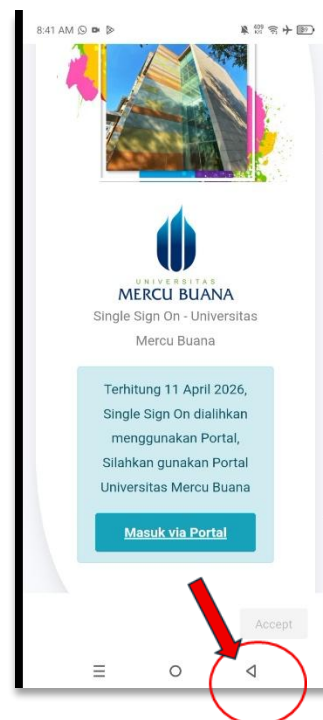 8:41 AM
UNIVERSITAS
MERCU BUANA
Single Sign On - Universitas
Mercu Buana
Terhitung 11 April 2026,
Single Sign On dialihkan
menggunakan Portal,
Silahkan gunakan Portal
Universitas Mercu Buana
Masuk via Portal
Accept